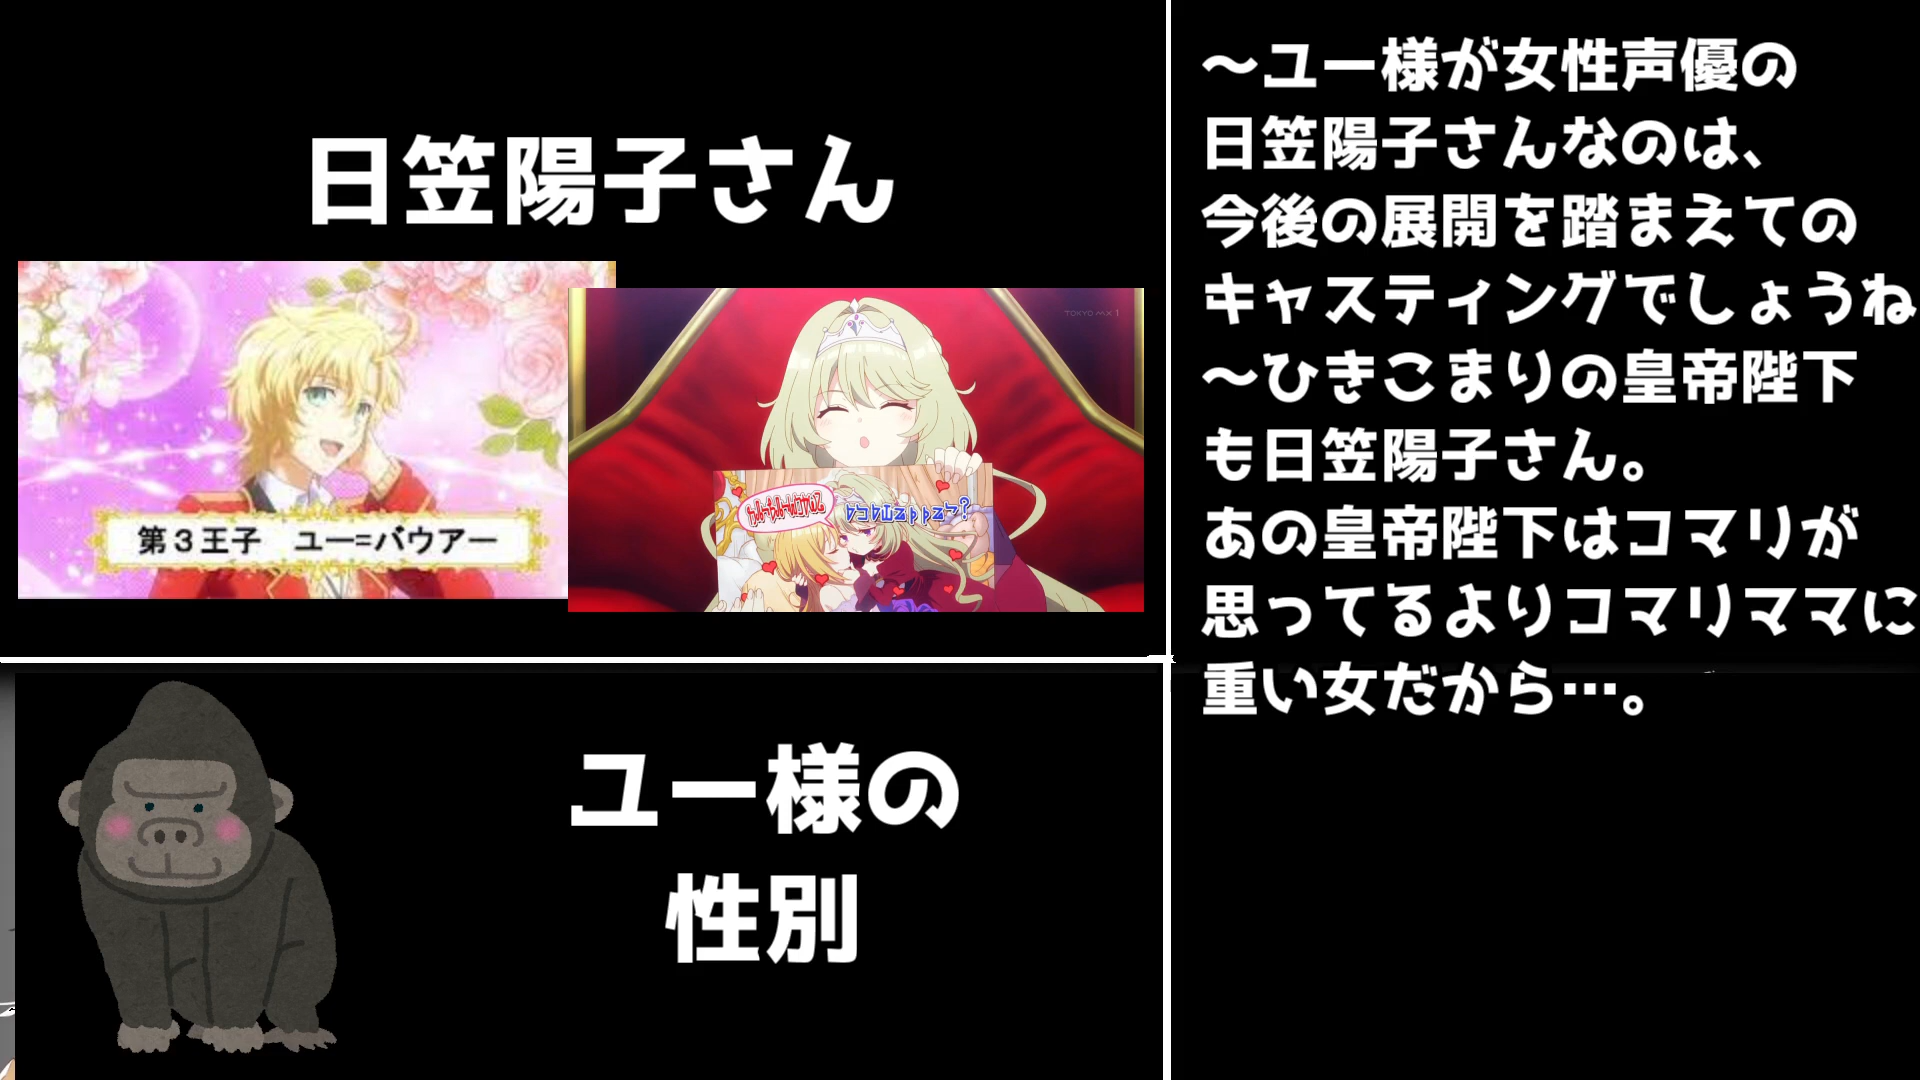 日笠陽子さん
第3王子 ユー=バウアー
TOKYO MX 1
ユー様の
性別
～ユー様が女性声優の
日笠陽子さんなのは、
今後の展開を踏まえての
キャスティングでしょうね
～ひきこまりの皇帝陛下
も日笠陽子さん。
あの皇帝陛下はコマリが
思ってるよりコマリママに
重い女だから…。